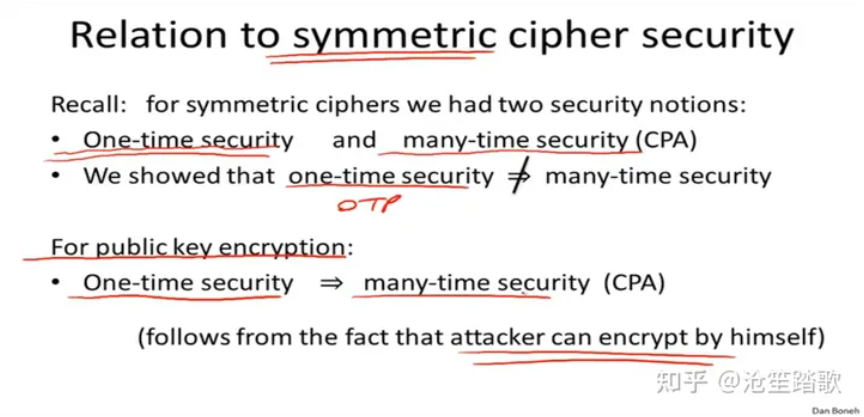 Relation to symmetric cipher security
Recall: for symmetric ciphers we had two security notions:
• One-time security and many-time security (CPA)
• We showed that one-time security ⇏ many-time security
OTP
For public key encryption:
• One-time security ⇒ many-time security (CPA)
(follows from the fact that attacker can encrypt by himself)
知乎 @沧笙踏歌
Dan Boneh